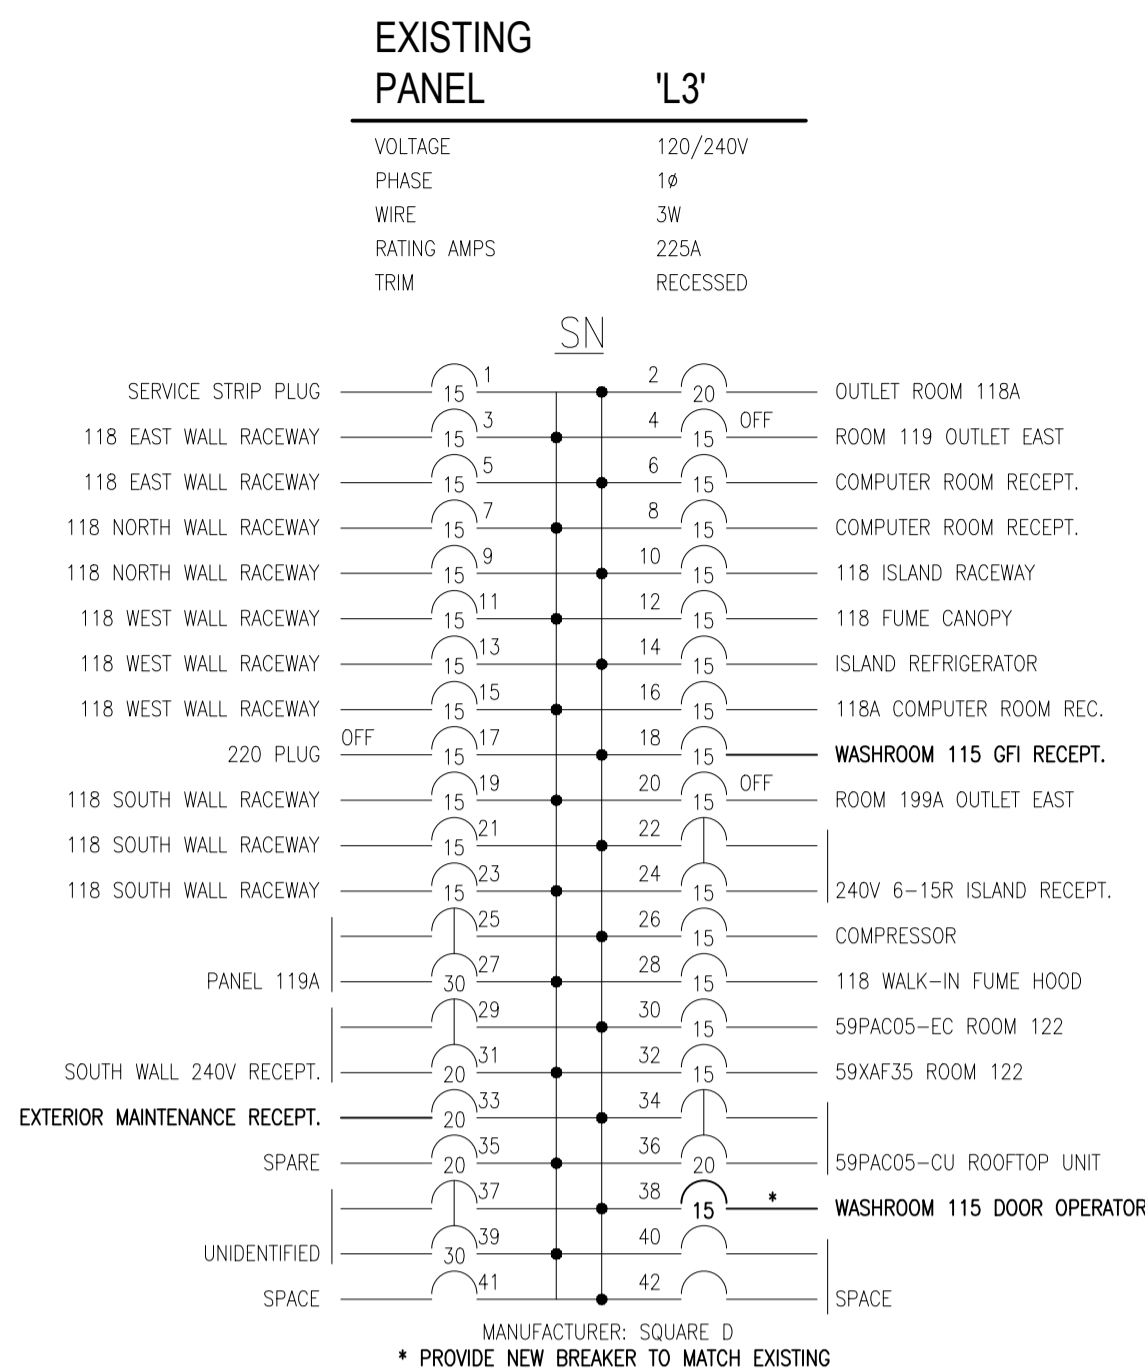 EXISTING
PANEL 'L3'
VOLTAGE 120/240V
PHASE 1ø
WIRE 3W
RATING AMPS 225A
TRIM RECESSED
SN
SERVICE STRIP PLUG 15 1 2 20 OUTLET ROOM 118A
118 EAST WALL RACEWAY 15 3 4 15 OFF ROOM 119 OUTLET EAST
118 EAST WALL RACEWAY 15 5 6 15 COMPUTER ROOM RECEPT.
118 NORTH WALL RACEWAY 15 7 8 15 COMPUTER ROOM RECEPT.
118 NORTH WALL RACEWAY 15 9 10 15 118 ISLAND RACEWAY
118 WEST WALL RACEWAY 15 11 12 15 118 FUME CANOPY
118 WEST WALL RACEWAY 15 13 14 15 ISLAND REFRIGERATOR
118 WEST WALL RACEWAY 15 15 16 15 118A COMPUTER ROOM REC.
220 PLUG OFF 15 17 18 15 WASHROOM 115 GFI RECEPT.
118 SOUTH WALL RACEWAY 15 19 20 15 OFF ROOM 199A OUTLET EAST
118 SOUTH WALL RACEWAY 15 21 22
118 SOUTH WALL RACEWAY 15 23 24 15 240V 6-15R ISLAND RECEPT.
25 26 15 COMPRESSOR
PANEL 119A 30 27 28 15 118 WALK-IN FUME HOOD
29 30 15 59PAC05-EC ROOM 122
SOUTH WALL 240V RECEPT. 20 31 32 15 59XAF35 ROOM 122
EXTERIOR MAINTENANCE RECEPT. 20 33 34
SPARE 20 35 36 20 59PAC05-CU ROOFTOP UNIT
37 38 15 * WASHROOM 115 DOOR OPERATOR
UNIDENTIFIED 30 39 40
SPACE 41 42 SPACE
MANUFACTURER: SQUARE D
* PROVIDE NEW BREAKER TO MATCH EXISTING